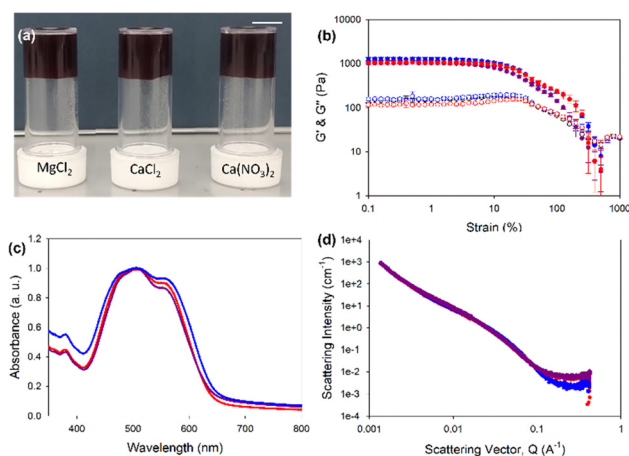 (a)
MgCl₂
CaCl₂
Ca(NO₃)₂
(b)
G' & G'' (Pa)
10000
1000
100
10
1
0.1
1
10
100
1000
Strain (%)
(c)
Absorbance (a. u.)
1.2
1.0
0.8
0.6
0.4
0.2
0.0
400
500
600
700
800
Wavelength (nm)
(d)
Scattering Intensity (cm⁻¹)
1e+4
1e+3
1e+2
1e+1
1e+0
1e-1
1e-2
1e-3
1e-4
0.001
0.01
0.1
1
Scattering Vector, Q (A⁻¹)